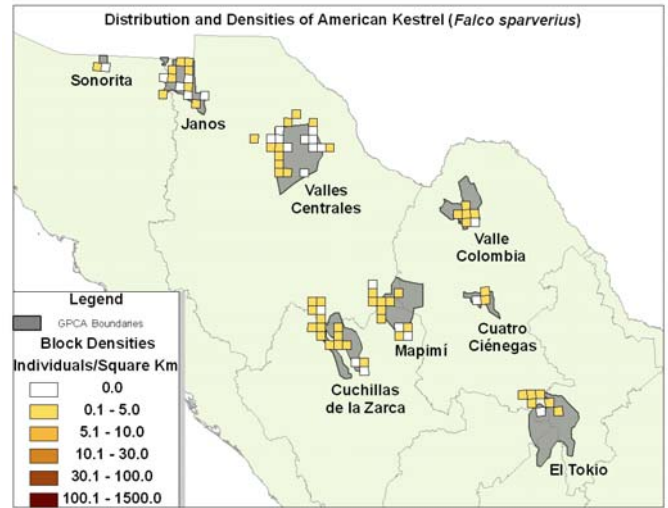 Distribution and Densities of American Kestrel (Falco sparverius)
Sonorita
Janos
Valles
Centrales
Valle
Colombia
Cuatro
Ciénegas
Mapimí
Cuchillas
de la Zarca
El Tokio
Legend
GPCA Boundaries
Block Densities
Individuals/Square Km
0.0
0.1 - 5.0
5.1 - 10.0
10.1 - 30.0
30.1 - 100.0
100.1 - 1500.0